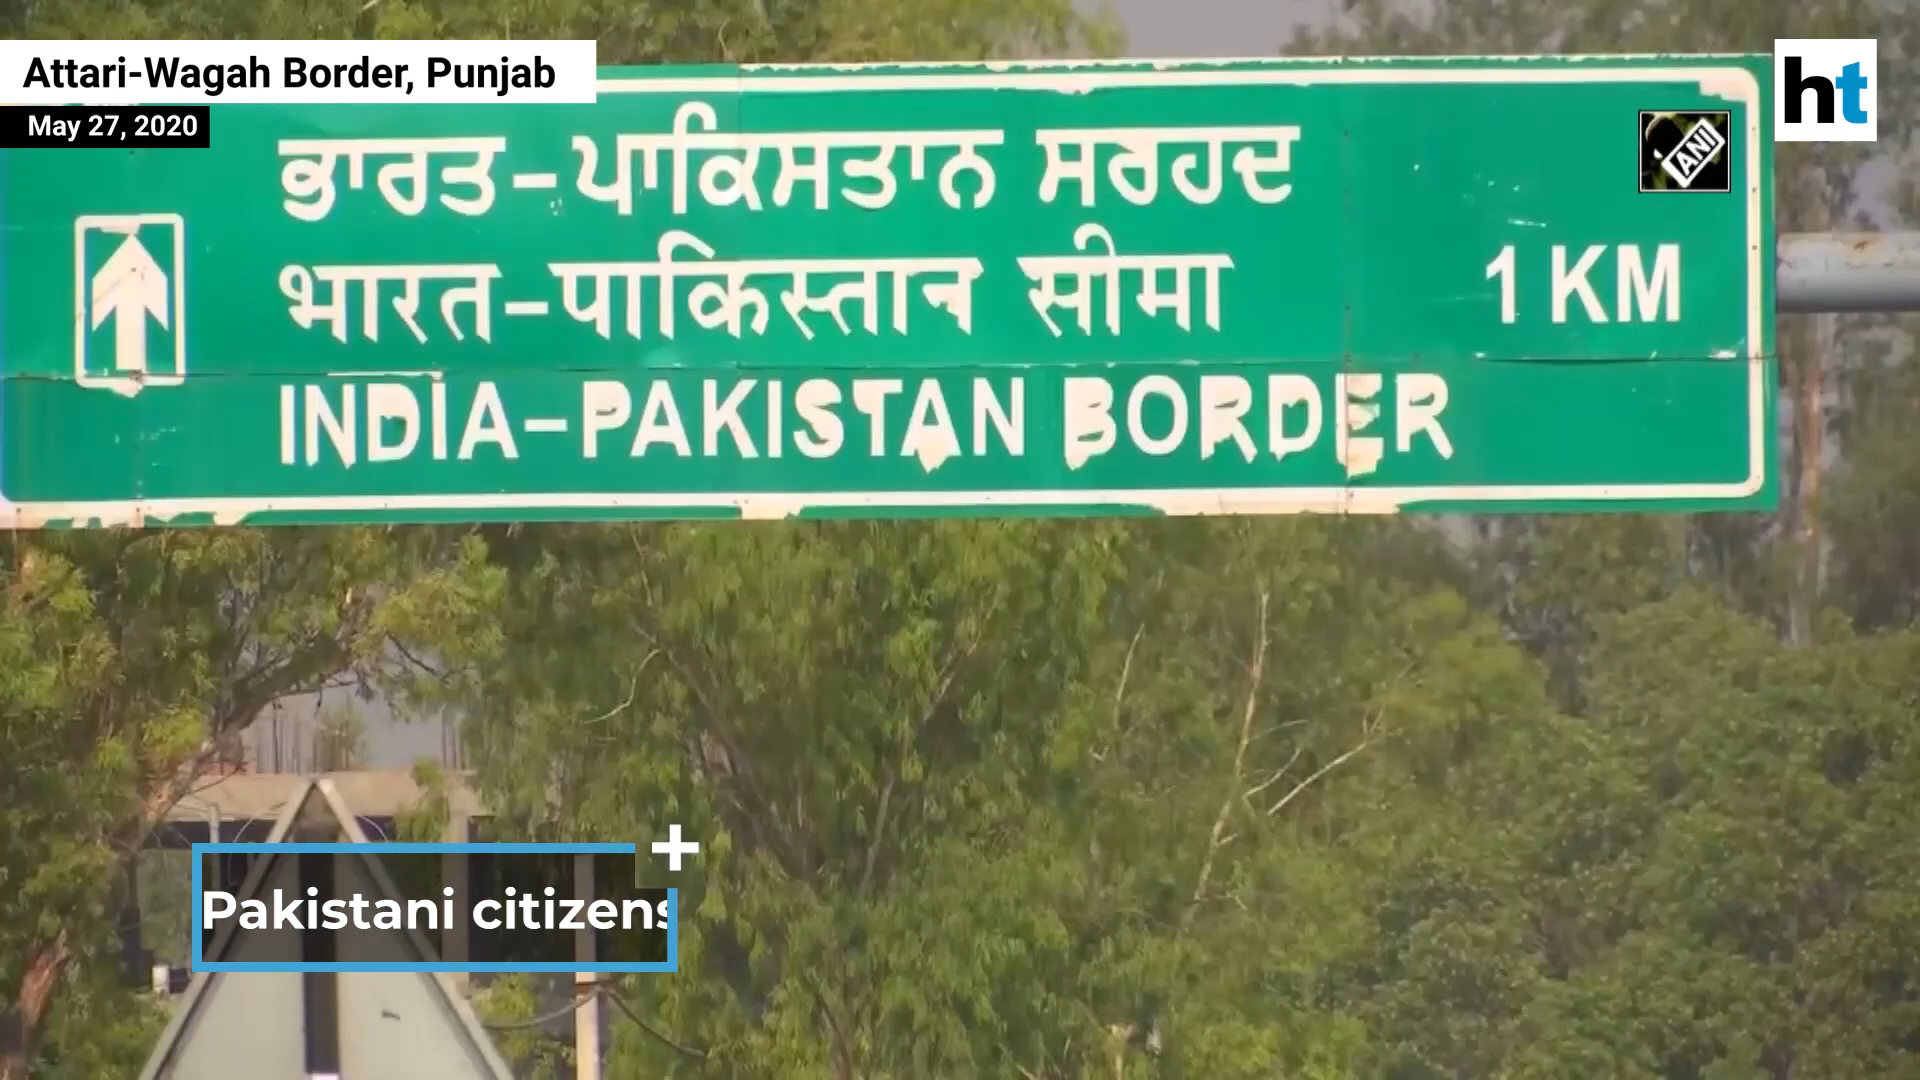 Attari-Wagah Border, Punjab
May 27, 2020
ht
ANI
ਭਾਰਤ-ਪਾਕਿਸਤਾਨ ਸਰਹਦ
भारत-पाकिस्तान सीमा
1 KM
INDIA-PAKISTAN BORDER
Pakistani citizens